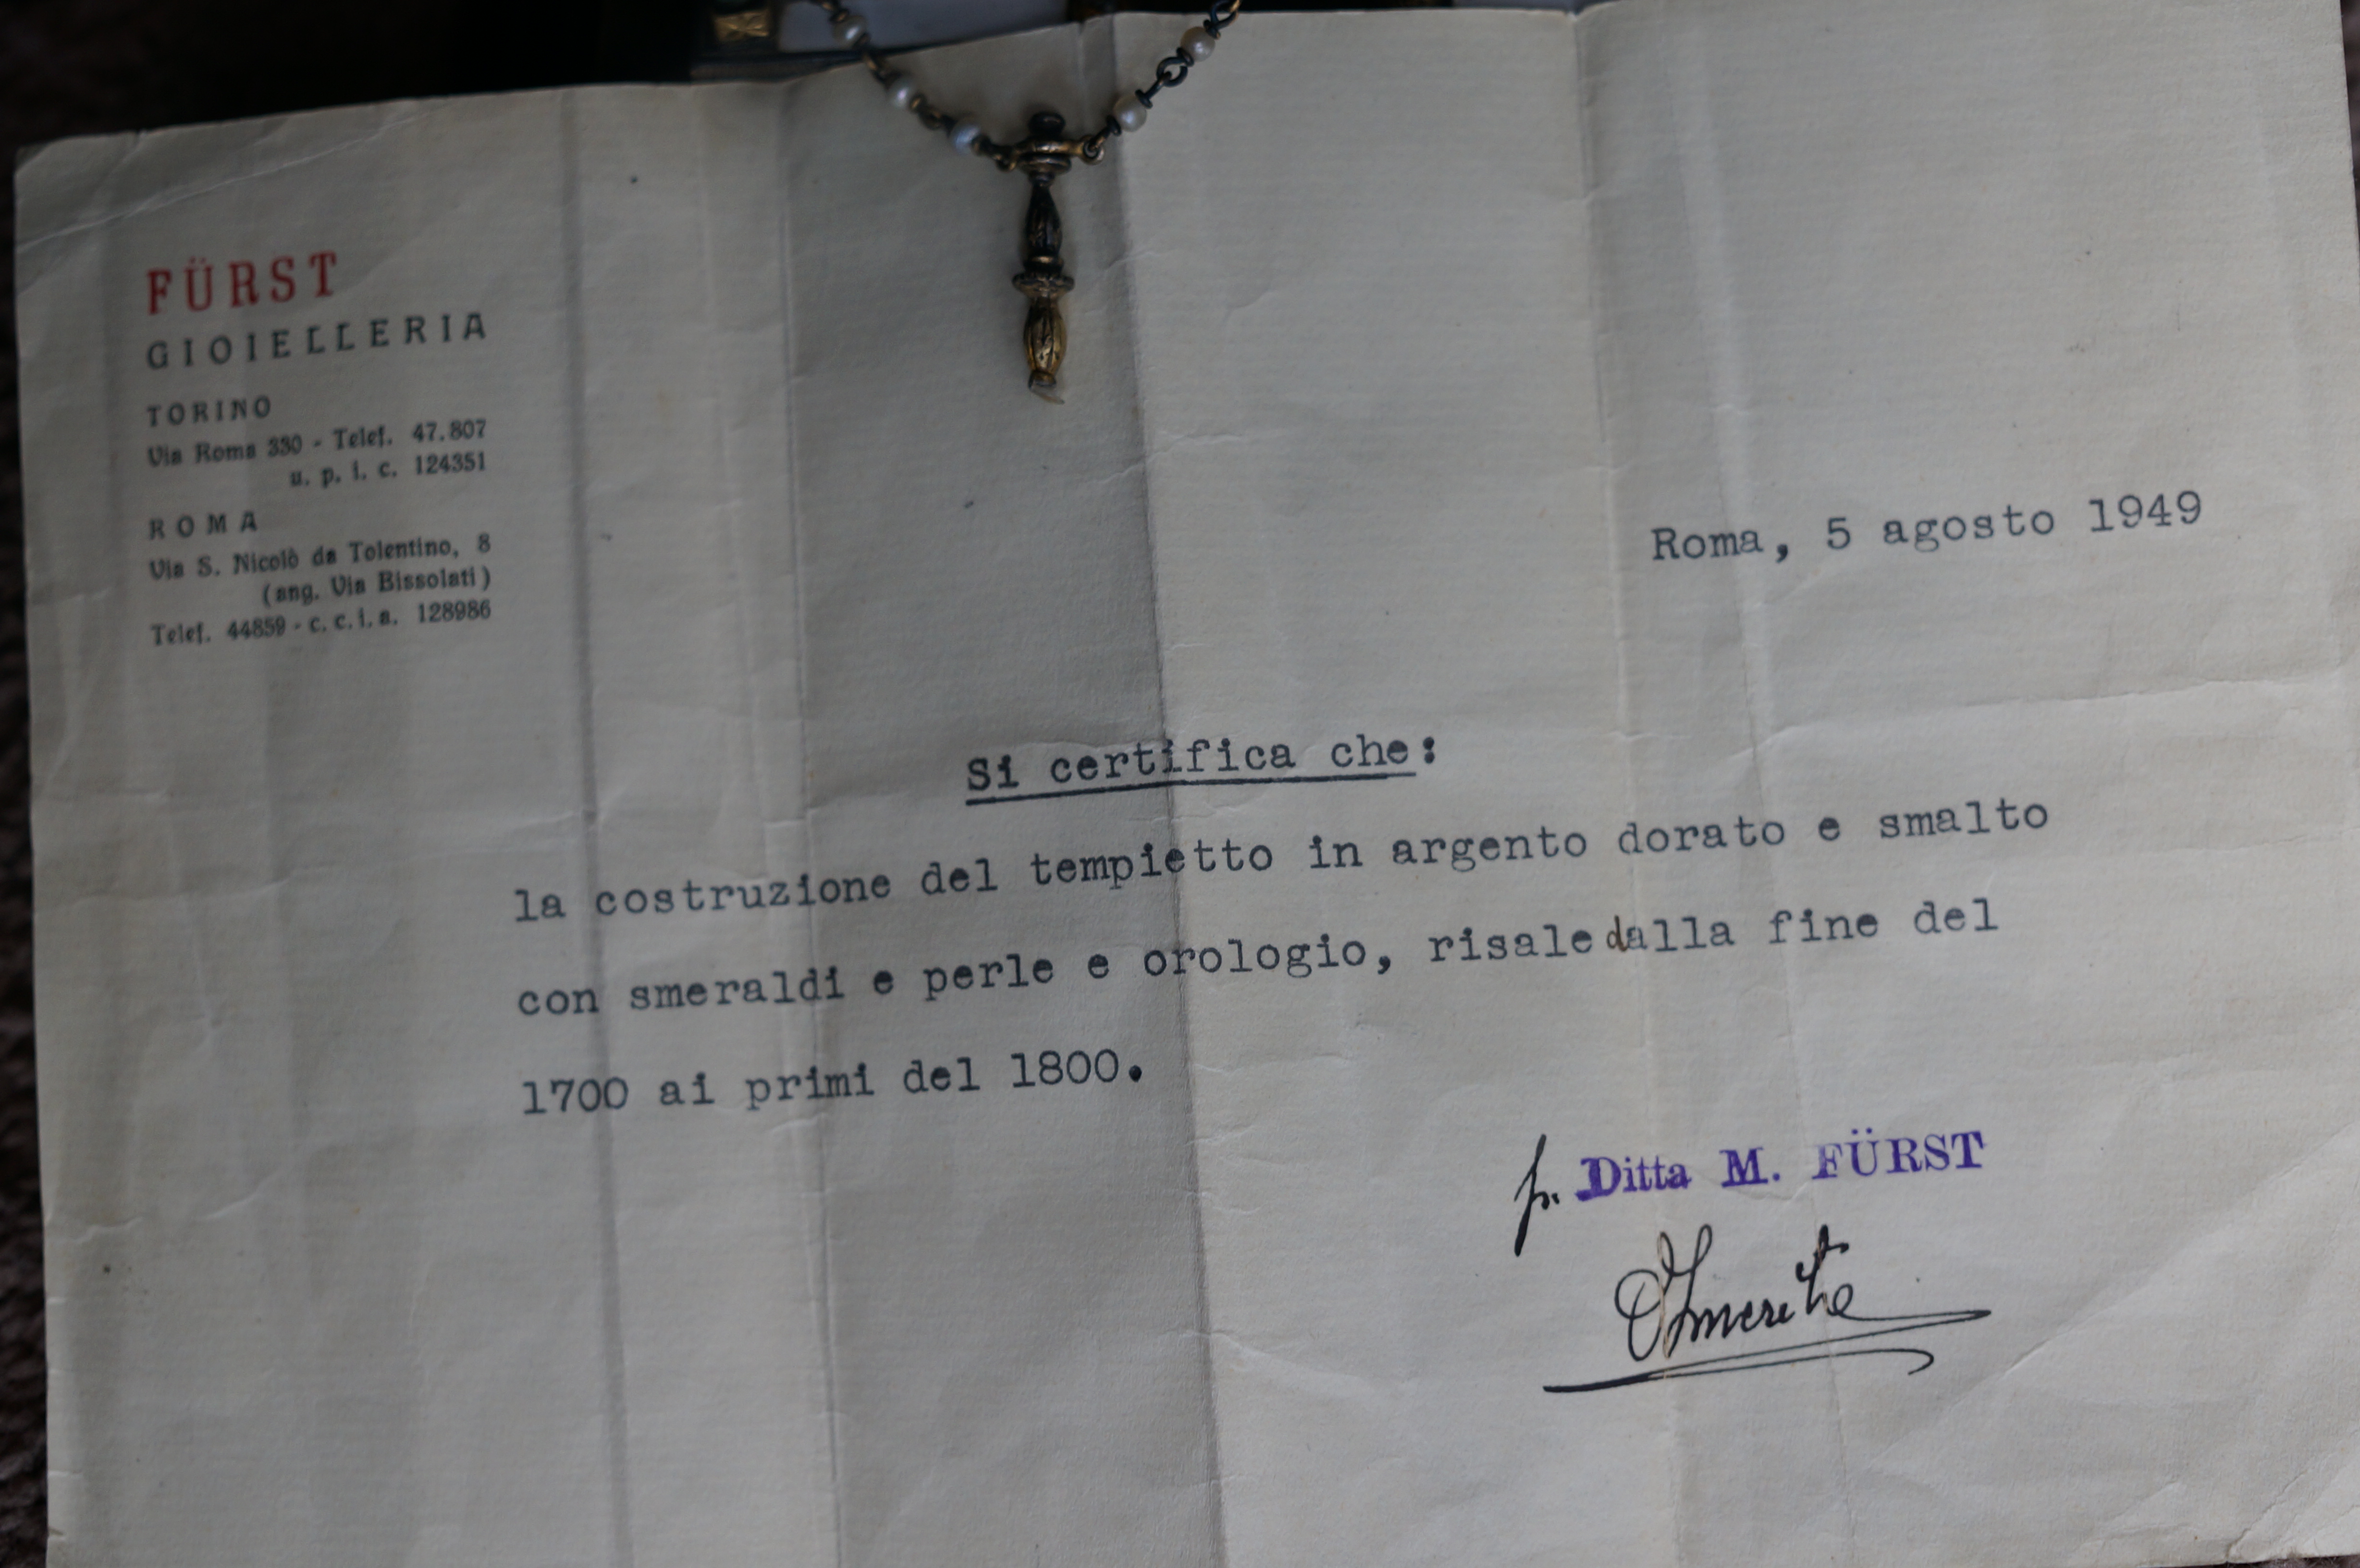 FÜRST
GIOIELLERIA
TORINO
Via Roma 330 - Telef. 47.807
u. p. i. c. 124351
ROMA
Via S. Nicolò da Tolentino, 8
(ang. Via Bissolati)
Telef. 44859 - c. c. i. a. 128986
Roma, 5 agosto 1949
Si certifica che:
la costruzione del tempietto in argento dorato e smalto
con smeraldi e perle e orologio, risale dalla fine del
1700 ai primi del 1800.
p. Ditta M. FÜRST